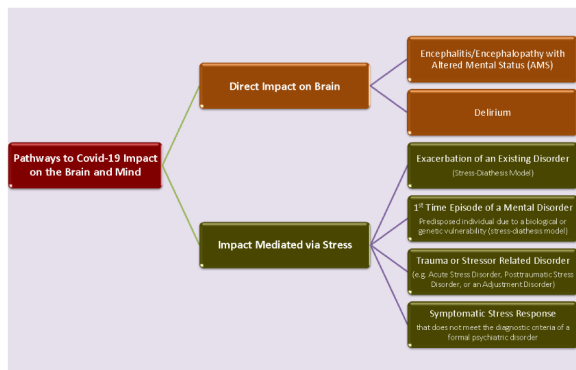 Pathways to Covid-19 Impact
on the Brain and Mind
Direct Impact on Brain
Encephalitis/Encephalopathy with
Altered Mental Status (AMS)
Delirium
Impact Mediated via Stress
Exacerbation of an Existing Disorder
(Stress-Diathesis Model)
1st Time Episode of a Mental Disorder
Predisposed individual due to a biological or
genetic vulnerability (stress-diathesis model)
Trauma or Stressor Related Disorder
(e.g. Acute Stress Disorder, Posttraumatic Stress
Disorder, or an Adjustment Disorder)
Symptomatic Stress Response
that does not meet the diagnostic criteria of a
formal psychiatric disorder